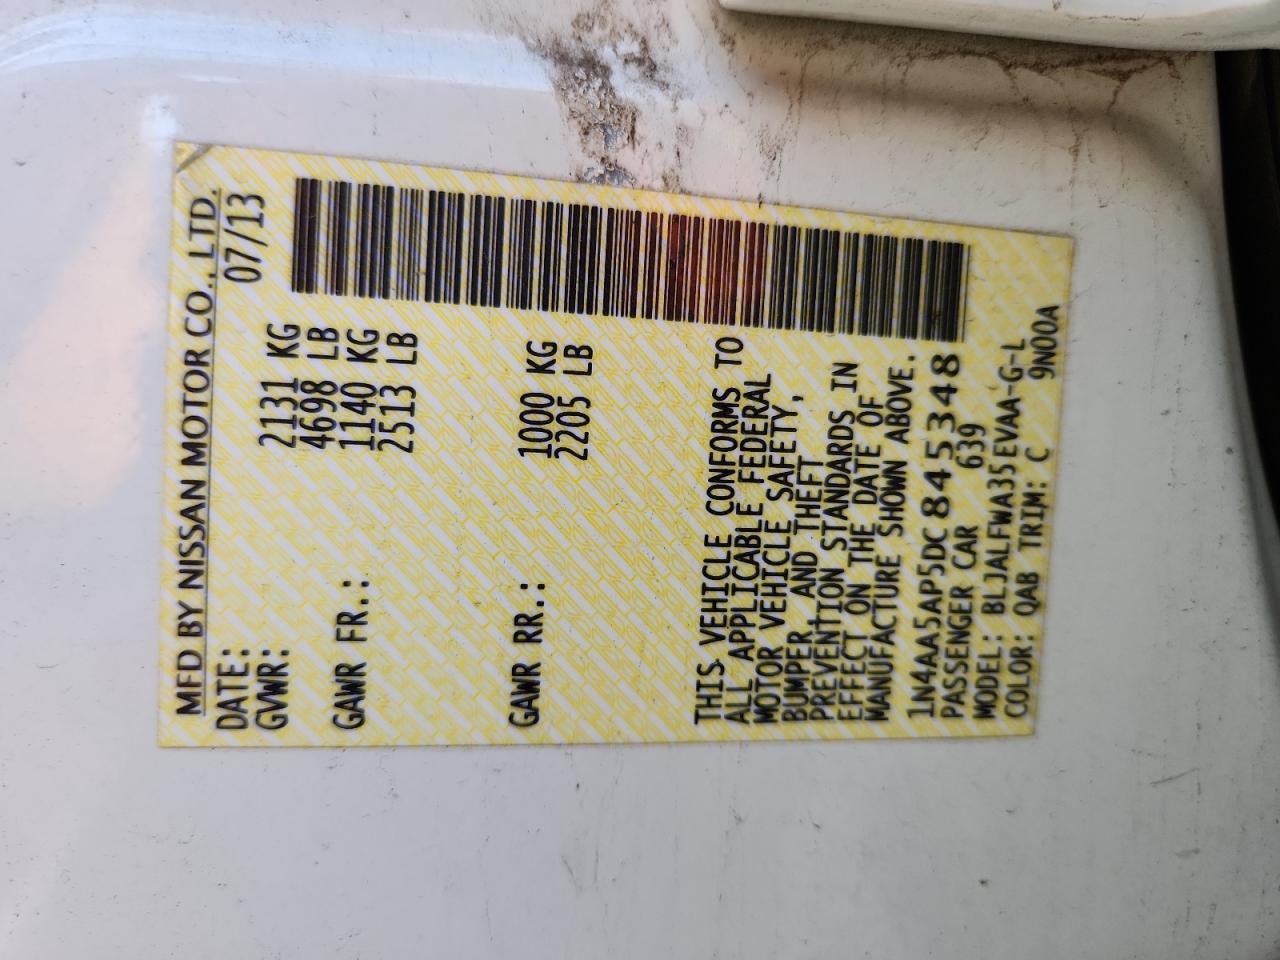 MFD BY NISSAN MOTOR CO., LTD.
DATE: 07/13
GVWR: 2131 KG
4698 LB
GAWR FR.: 1140 KG
2513 LB
GAWR RR.: 1000 KG
2205 LB
THIS VEHICLE CONFORMS TO
ALL APPLICABLE FEDERAL
MOTOR VEHICLE SAFETY,
BUMPER, AND THEFT
PREVENTION STANDARDS IN
EFFECT ON THE DATE OF
MANUFACTURE SHOWN ABOVE.
1N4AA5AP5DC845348
PASSENGER CAR 639
MODEL: BLJALFWA35EVAA-G-L
COLOR: QAB TRIM: C 9N00A